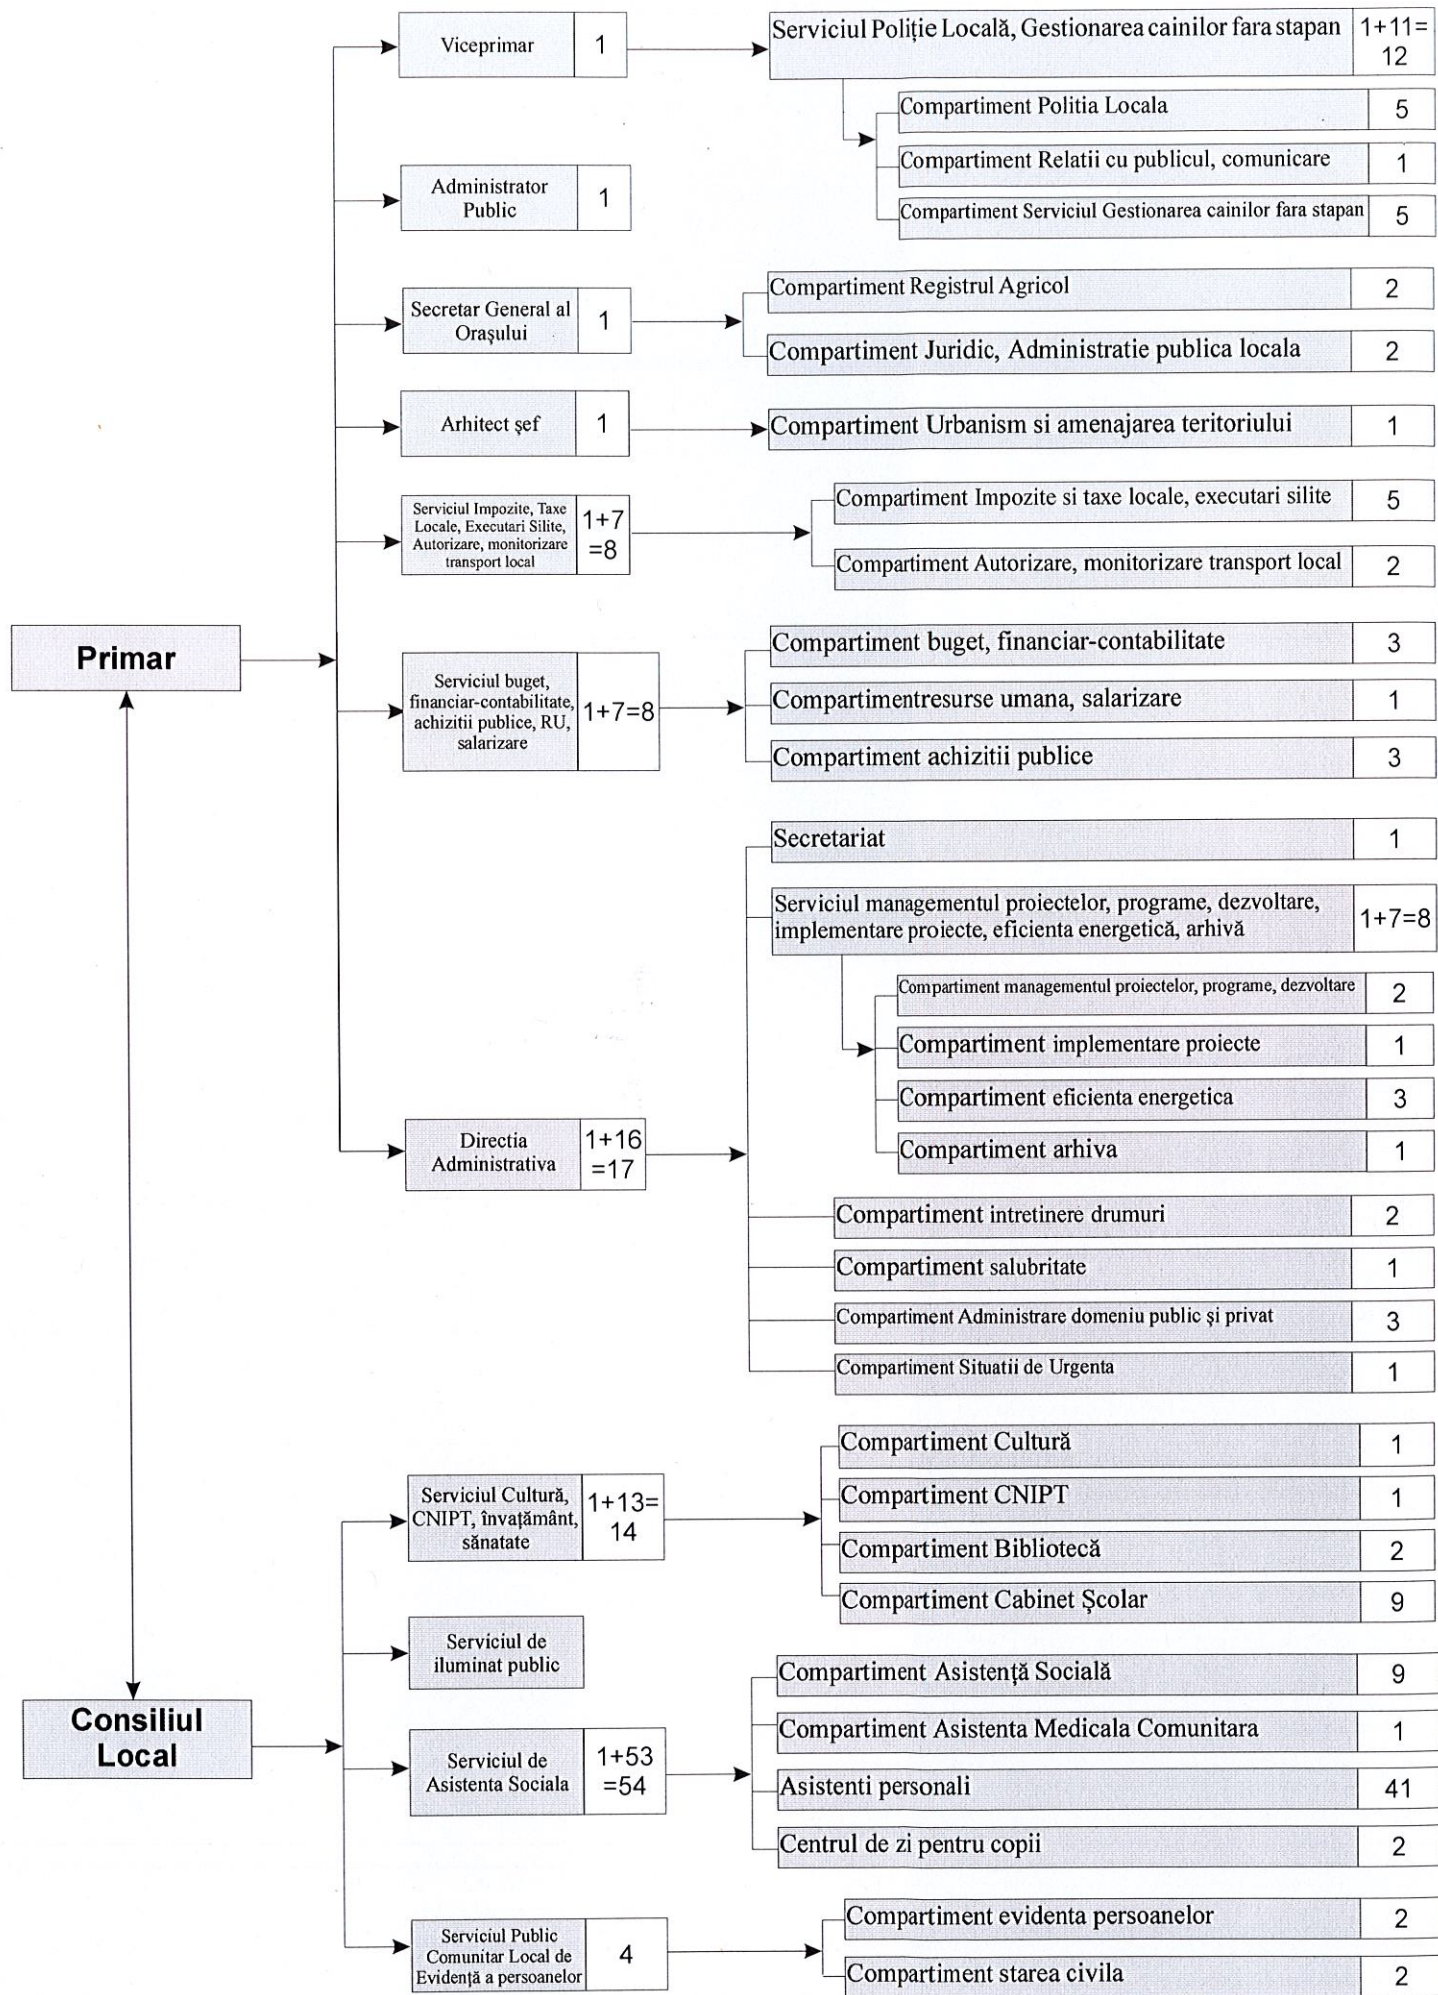 Viceprimar
1
Serviciul Poliție Locală, Gestionarea cainilor fara stapan
1+11=
12
Compartiment Politia Locala
5
Compartiment Relatii cu publicul, comunicare
1
Compartiment Serviciul Gestionarea cainilor fara stapan
5
Administrator
Public
1
Secretar General al
Orașului
1
Compartiment Registrul Agricol
2
Compartiment Juridic, Administratie publica locala
2
Arhitect șef
1
Compartiment Urbanism si amenajarea teritoriului
1
Serviciul Impozite, Taxe
Locale, Executari Silite,
Autorizare, monitorizare
transport local
1+7
=8
Compartiment Impozite si taxe locale, executari silite
5
Compartiment Autorizare, monitorizare transport local
2
Primar
Serviciul buget,
financiar-contabilitate,
achizitii publice, RU,
salarizare
1+7=8
Compartiment buget, financiar-contabilitate
3
Compartimentresurse umana, salarizare
1
Compartiment achizitii publice
3
Directia
Administrativa
1+16
=17
Secretariat
1
Serviciul managementul proiectelor, programe, dezvoltare,
implementare proiecte, eficienta energetică, arhivă
1+7=8
Compartiment managementul proiectelor, programe, dezvoltare
2
Compartiment implementare proiecte
1
Compartiment eficienta energetica
3
Compartiment arhiva
1
Compartiment intretinere drumuri
2
Compartiment salubritate
1
Compartiment Administrare domeniu public și privat
3
Compartiment Situatii de Urgenta
1
Consiliul
Local
Serviciul Cultură,
CNIPT, învațământ,
sănatate
1+13=
14
Compartiment Cultură
1
Compartiment CNIPT
1
Compartiment Bibliotecă
2
Compartiment Cabinet Școlar
9
Serviciul de
iluminat public
Serviciul de
Asistenta Sociala
1+53
=54
Compartiment Asistență Socială
9
Compartiment Asistenta Medicala Comunitara
1
Asistenti personali
41
Centrul de zi pentru copii
2
Serviciul Public
Comunitar Local de
Evidență a persoanelor
4
Compartiment evidenta persoanelor
2
Compartiment starea civila
2